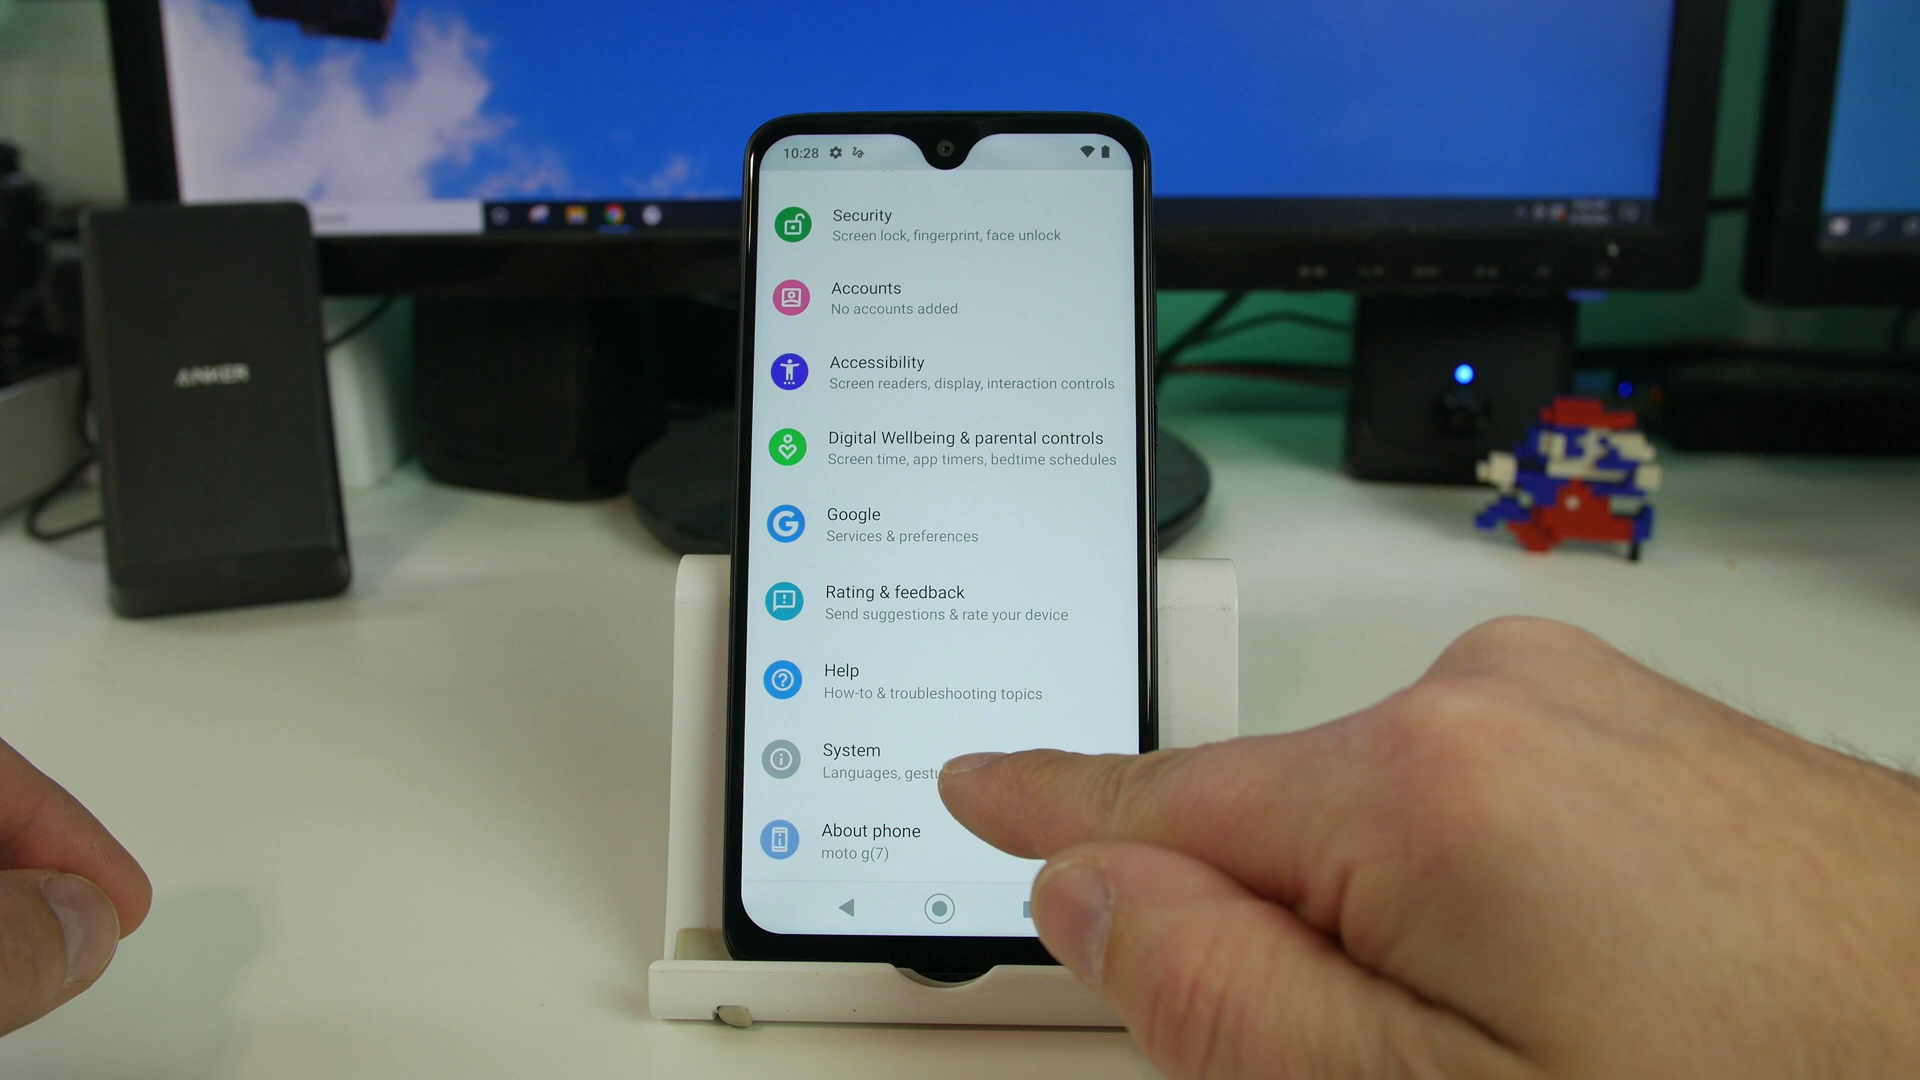 10:28
Security
Screen lock, fingerprint, face unlock
Accounts
No accounts added
Accessibility
Screen readers, display, interaction controls
Digital Wellbeing & parental controls
Screen time, app timers, bedtime schedules
Google
Services & preferences
Rating & feedback
Send suggestions & rate your device
Help
How-to & troubleshooting topics
System
Languages, gestu
About phone
moto g(7)
ANKER